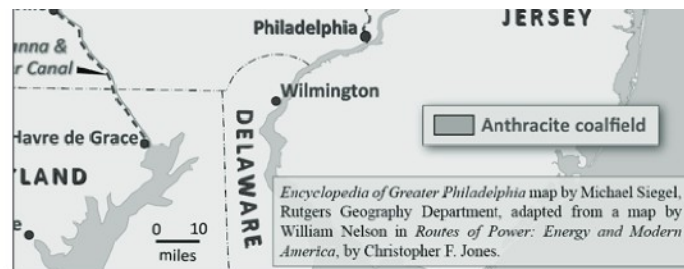 Philadelphia
JERSEY
anna &
r Canal
Wilmington
Havre de Grace
DELAWARE
Anthracite coalfield
YLAND
Encyclopedia of Greater Philadelphia map by Michael Siegel,
Rutgers Geography Department, adapted from a map by
William Nelson in Routes of Power: Energy and Modern
America, by Christopher F. Jones.
0 10
miles
e